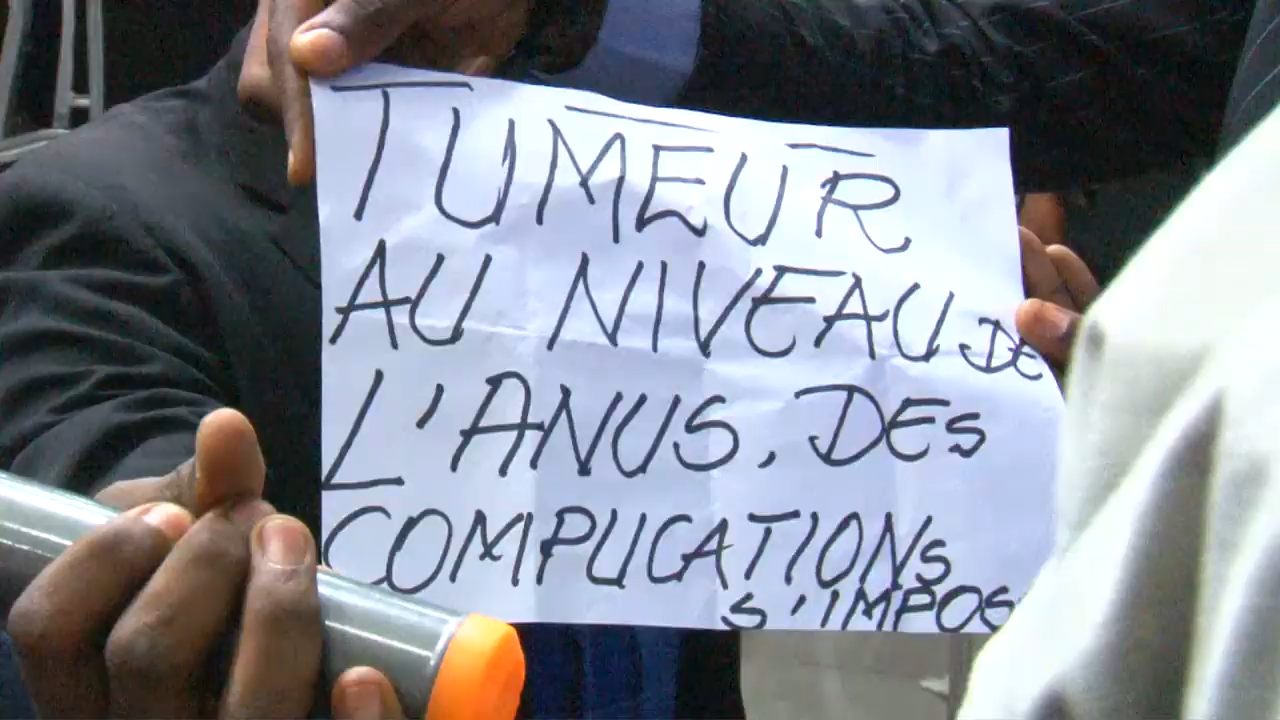 TUMEUR
AU NIVEAU DE
L'ANUS. DES
COMPLICATIONS
S'IMPOS